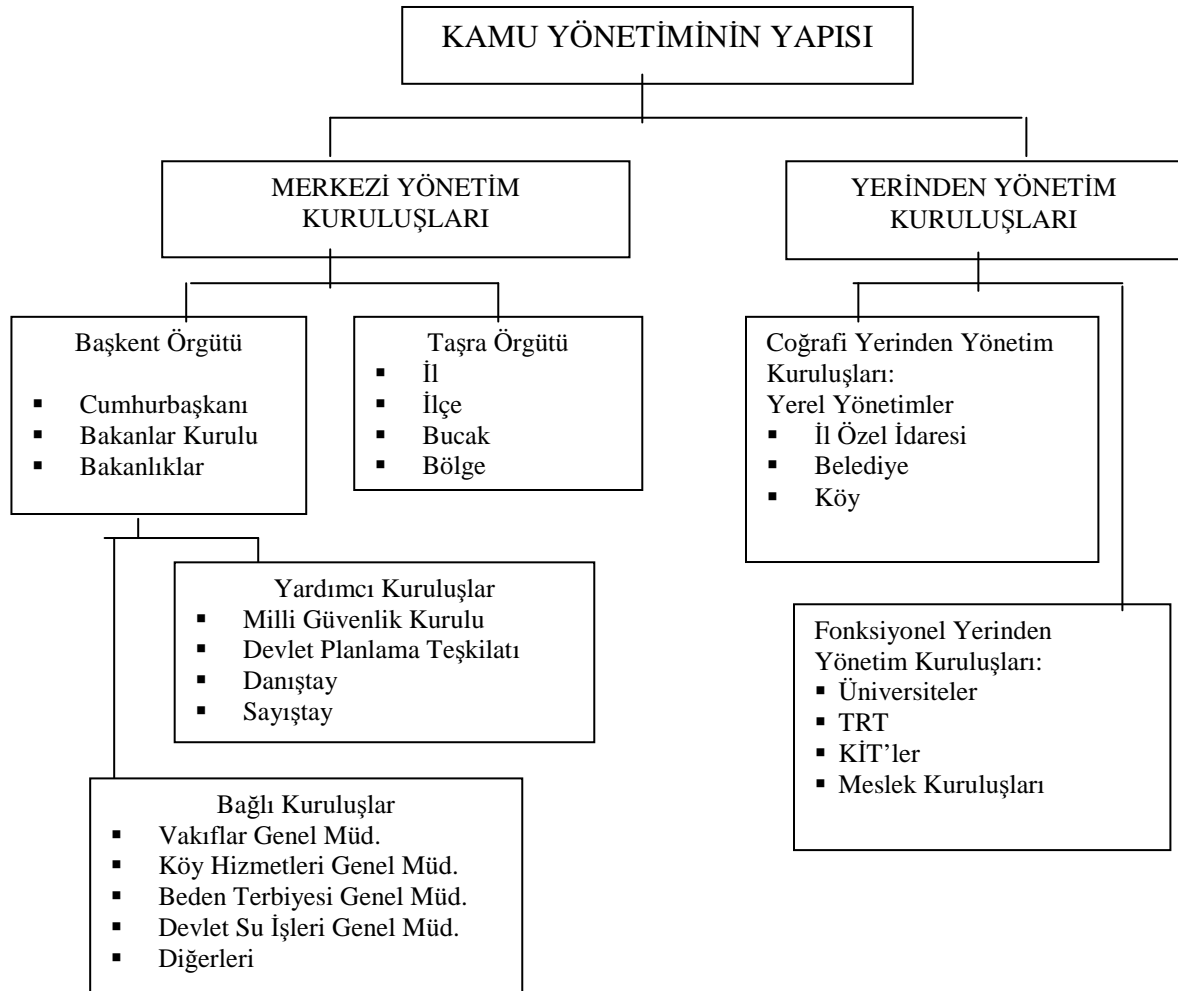 KAMU YÖNETİMİNİN YAPISI
MERKEZİ YÖNETİM
KURULUŞLARI
YERİNDEN YÖNETİM
KURULUŞLARI
Başkent Örgütü
▪ Cumhurbaşkanı
▪ Bakanlar Kurulu
▪ Bakanlıklar
Taşra Örgütü
▪ İl
▪ İlçe
▪ Bucak
▪ Bölge
Coğrafi Yerinden Yönetim
Kuruluşları:
Yerel Yönetimler
▪ İl Özel İdaresi
▪ Belediye
▪ Köy
Yardımcı Kuruluşlar
▪ Milli Güvenlik Kurulu
▪ Devlet Planlama Teşkilatı
▪ Danıştay
▪ Sayıştay
Fonksiyonel Yerinden
Yönetim Kuruluşları:
▪ Üniversiteler
▪ TRT
▪ KİT’ler
▪ Meslek Kuruluşları
Bağlı Kuruluşlar
▪ Vakıflar Genel Müd.
▪ Köy Hizmetleri Genel Müd.
▪ Beden Terbiyesi Genel Müd.
▪ Devlet Su İşleri Genel Müd.
▪ Diğerleri